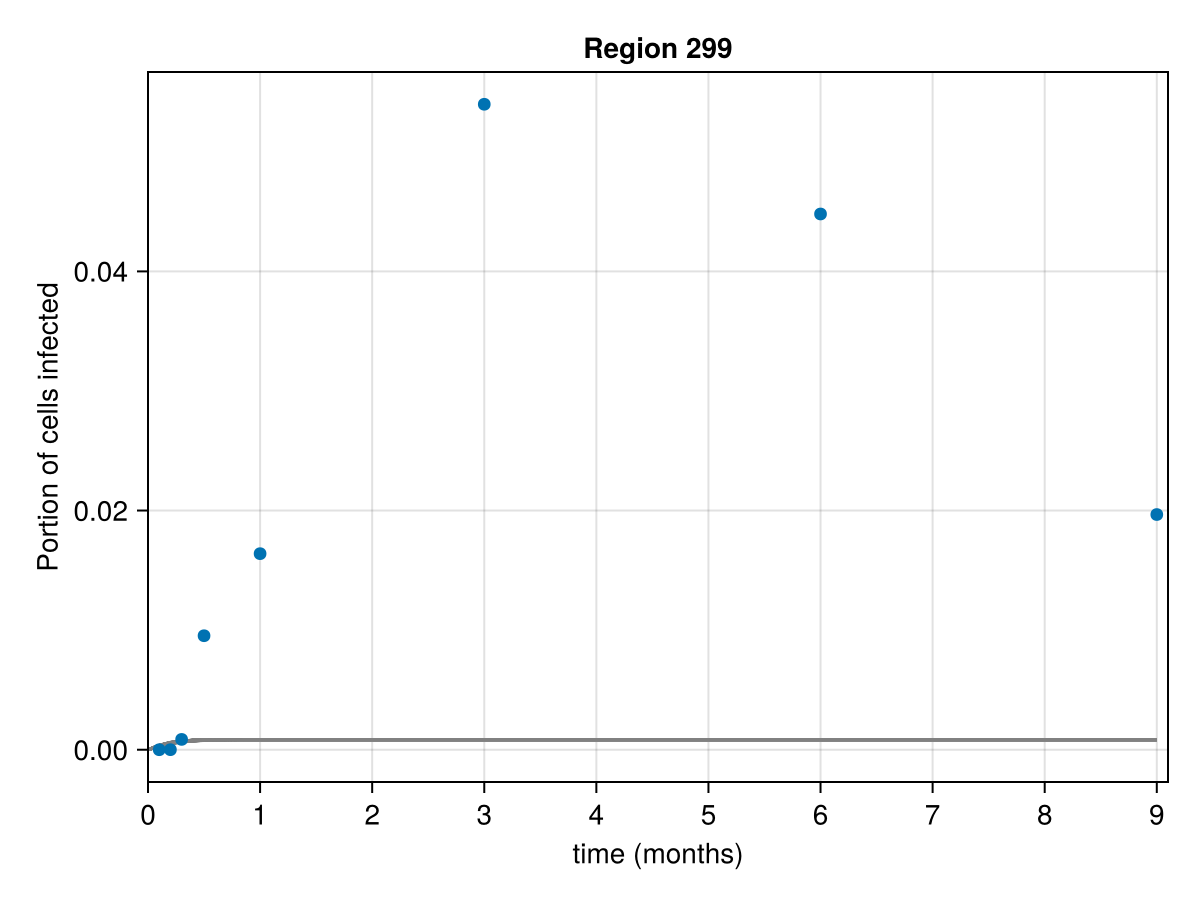 Region 299
Portion of cells infected
0.04
0.02
0.00
0 1 2 3 4 5 6 7 8 9
time (months)